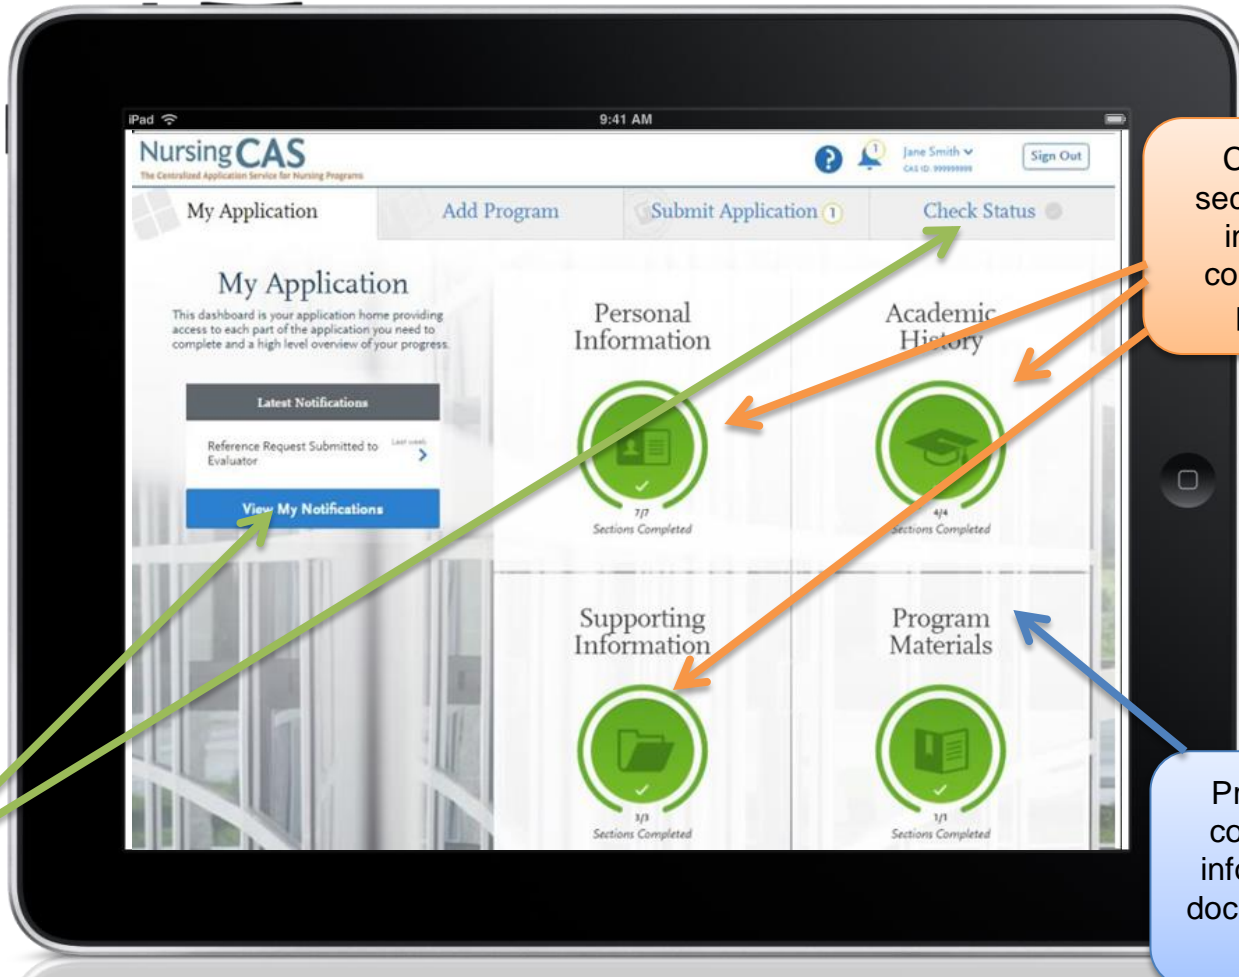 iPad
9:41 AM
NursingCAS
The Centralized Application Service for Nursing Programs
1
Jane Smith
CAS ID: 999999999
Sign Out
My Application
Add Program
Submit Application 1
Check Status
My Application
This dashboard is your application home providing
access to each part of the application you need to
complete and a high level overview of your progress.
Latest Notifications
Reference Request Submitted to
Evaluator
Last week
View My Notifications
Personal
Information
7/7
Sections Completed
Academic
History
4/4
Sections Completed
Supporting
Information
3/3
Sections Completed
Program
Materials
1/1
Sections Completed